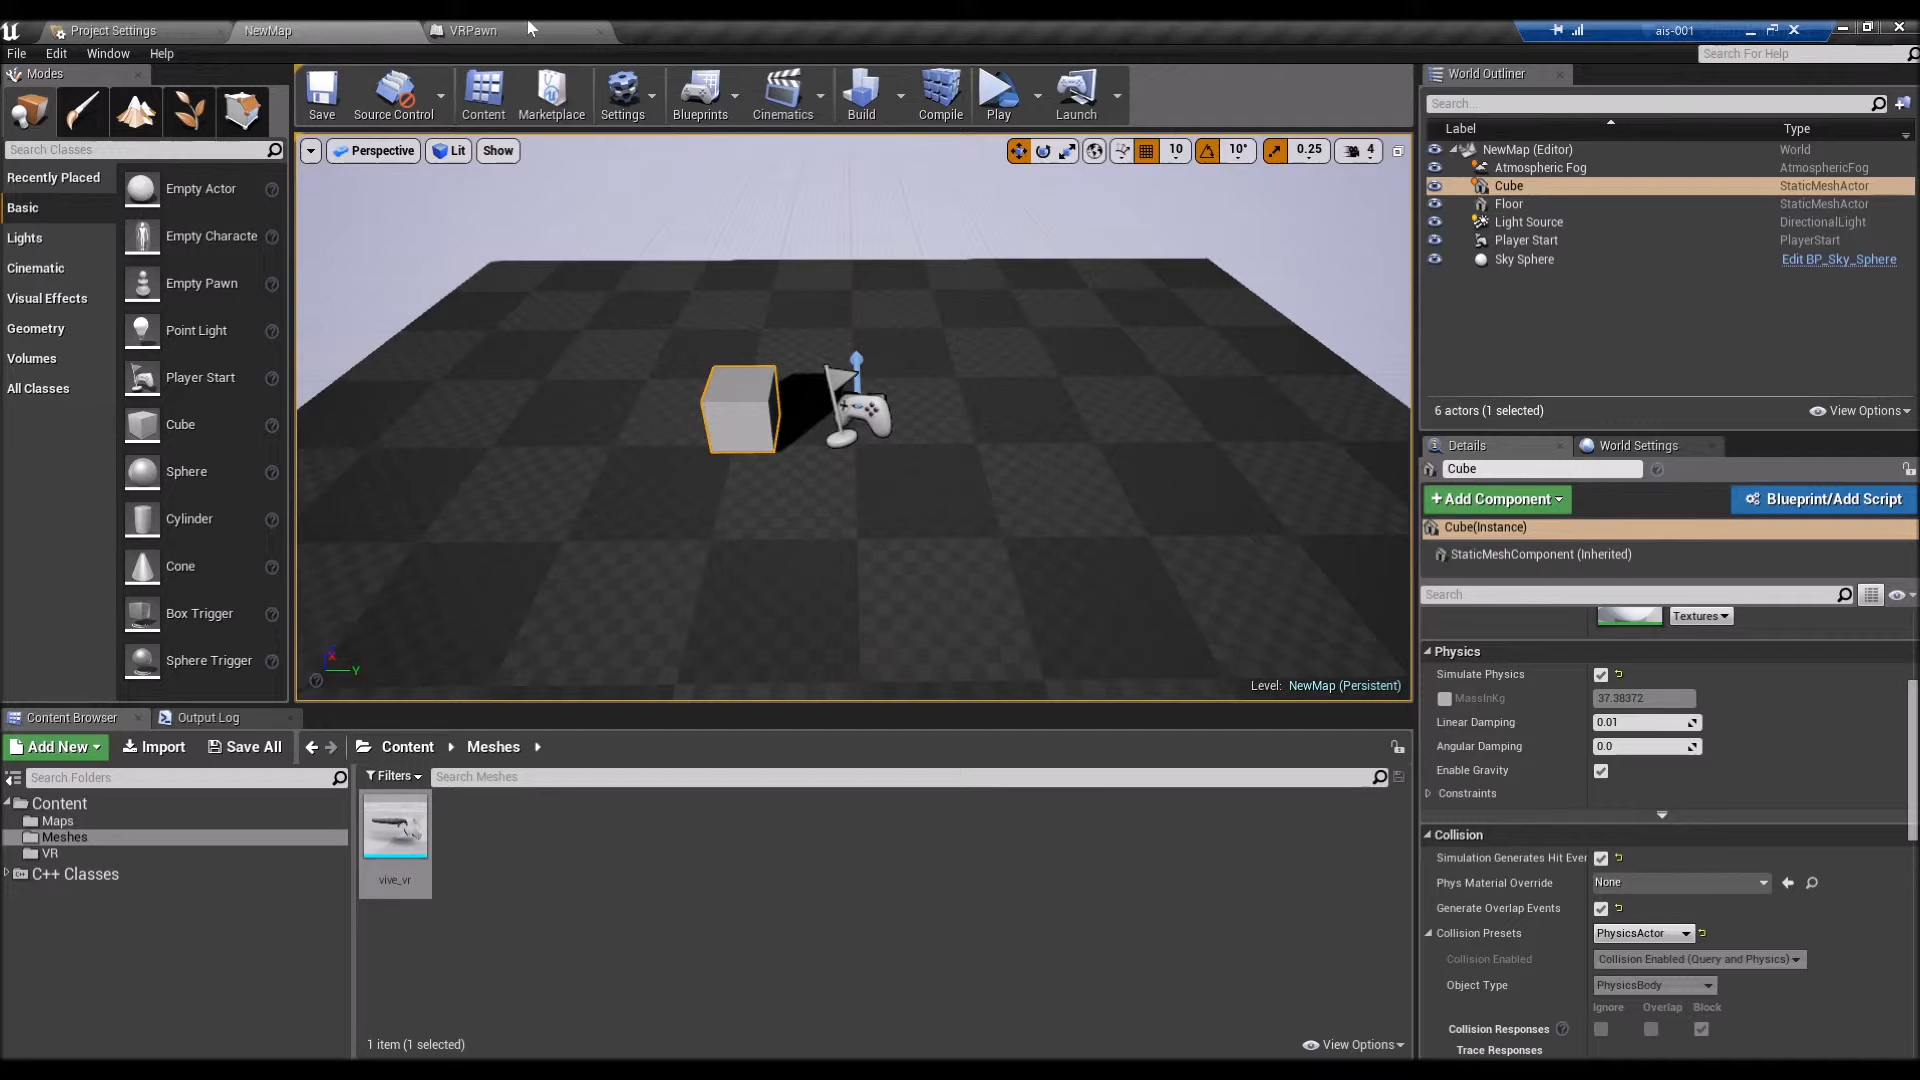 Project Settings
NewMap
VRPawn
ais-001
File
Edit
Window
Help
Search For Help
Modes
Search Classes
Recently Placed
Basic
Lights
Cinematic
Visual Effects
Geometry
Volumes
All Classes
Empty Actor
Empty Characte
Empty Pawn
Point Light
Player Start
Cube
Sphere
Cylinder
Cone
Box Trigger
Sphere Trigger
Save
Source Control
Content
Marketplace
Settings
Blueprints
Cinematics
Build
Compile
Play
Launch
Perspective
Lit
Show
10
10°
0.25
4
X
Y
Level: NewMap (Persistent)
World Outliner
Search...
Label
Type
NewMap (Editor)
World
Atmospheric Fog
AtmosphericFog
Cube
StaticMeshActor
Floor
StaticMeshActor
Light Source
DirectionalLight
Player Start
PlayerStart
Sky Sphere
Edit BP_Sky_Sphere
6 actors (1 selected)
View Options
Details
World Settings
Cube
+Add Component
Blueprint/Add Script
Cube(Instance)
StaticMeshComponent (Inherited)
Search
Textures
Physics
Simulate Physics
MassInKg
37.38372
Linear Damping
0.01
Angular Damping
0.0
Enable Gravity
Constraints
Collision
Simulation Generates Hit Ever
Phys Material Override
None
Generate Overlap Events
Collision Presets
PhysicsActor
Collision Enabled
Collision Enabled (Query and Physics)
Object Type
PhysicsBody
Ignore
Overlap
Block
Collision Responses
Trace Responses
Content Browser
Output Log
Add New
Import
Save All
Content
Meshes
Search Folders
Filters
Search Meshes
Content
Maps
Meshes
VR
C++ Classes
vive_vr
1 item (1 selected)
View Options